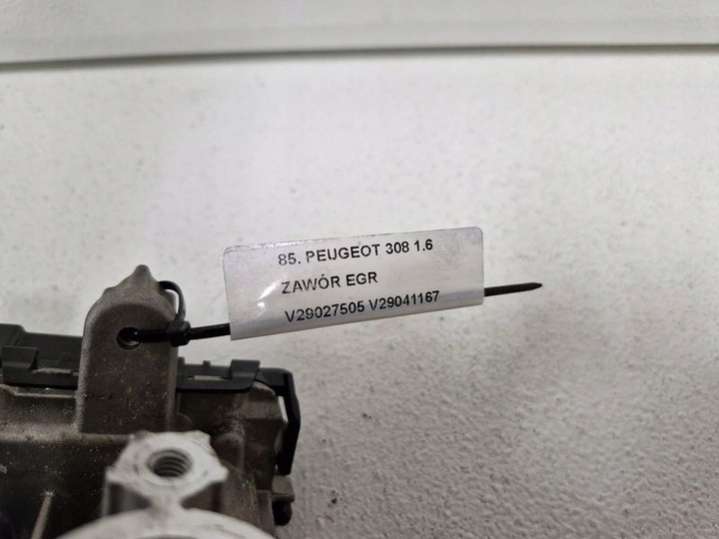 85. PEUGEOT 308 1.6
ZAWÓR EGR
V29027505 V29041167